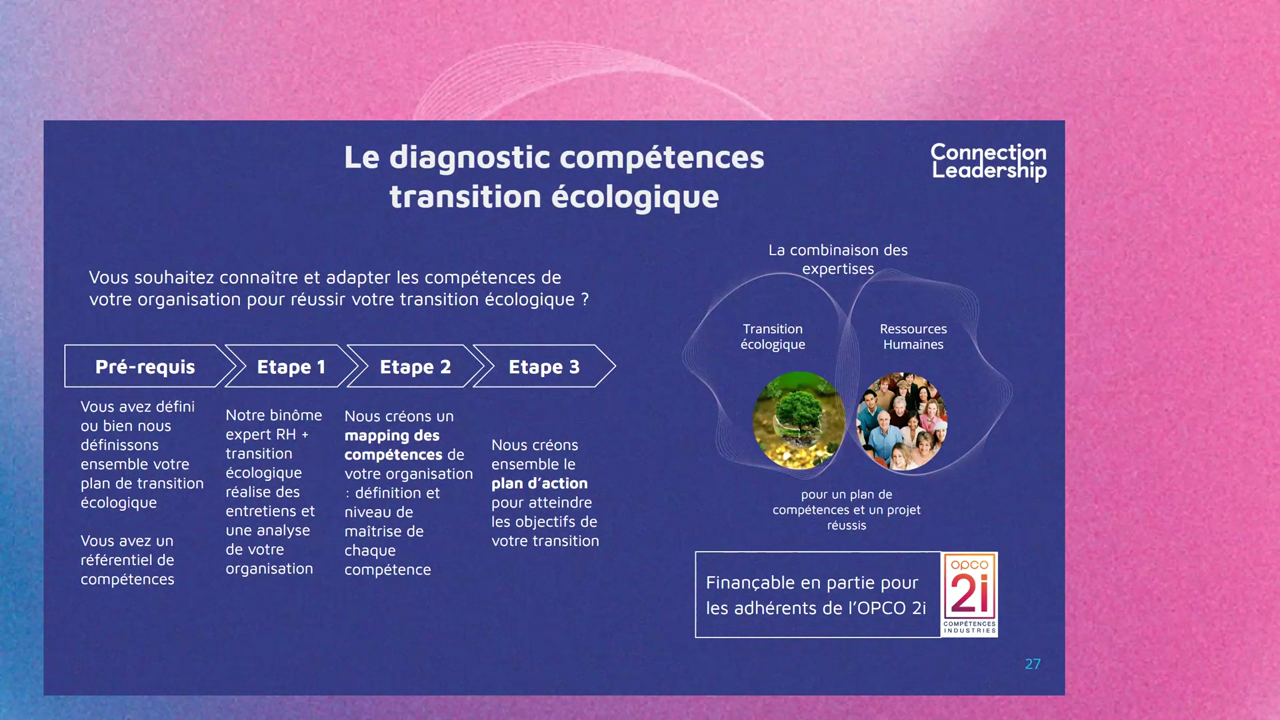 Le diagnostic compétences
transition écologique
Connection
Leadership
Vous souhaitez connaître et adapter les compétences de
votre organisation pour réussir votre transition écologique ?
Pré-requis
Vous avez défini
ou bien nous
définissons
ensemble votre
plan de transition
écologique
Vous avez un
référentiel de
compétences
Etape 1
Notre binôme
expert RH +
transition
écologique
réalise des
entretiens et
une analyse
de votre
organisation
Etape 2
Nous créons un
mapping des
compétences de
votre organisation
: définition et
niveau de
maîtrise de
chaque
compétence
Etape 3
Nous créons
ensemble le
plan d’action
pour atteindre
les objectifs de
votre transition
La combinaison des
expertises
Transition
écologique
Ressources
Humaines
pour un plan de
compétences et un projet
réussis
Finançable en partie pour
les adhérents de l’OPCO 2i
opco
2i
COMPÉTENCES
INDUSTRIES
27